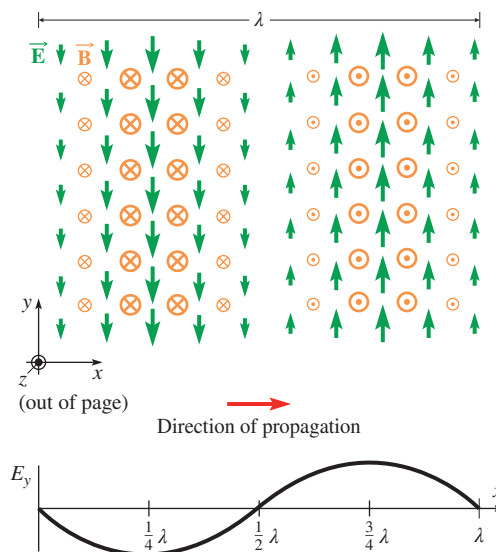 λ
E B
y
x
z
(out of page)
Direction of propagation
E_y
1/4 λ 1/2 λ 3/4 λ λ